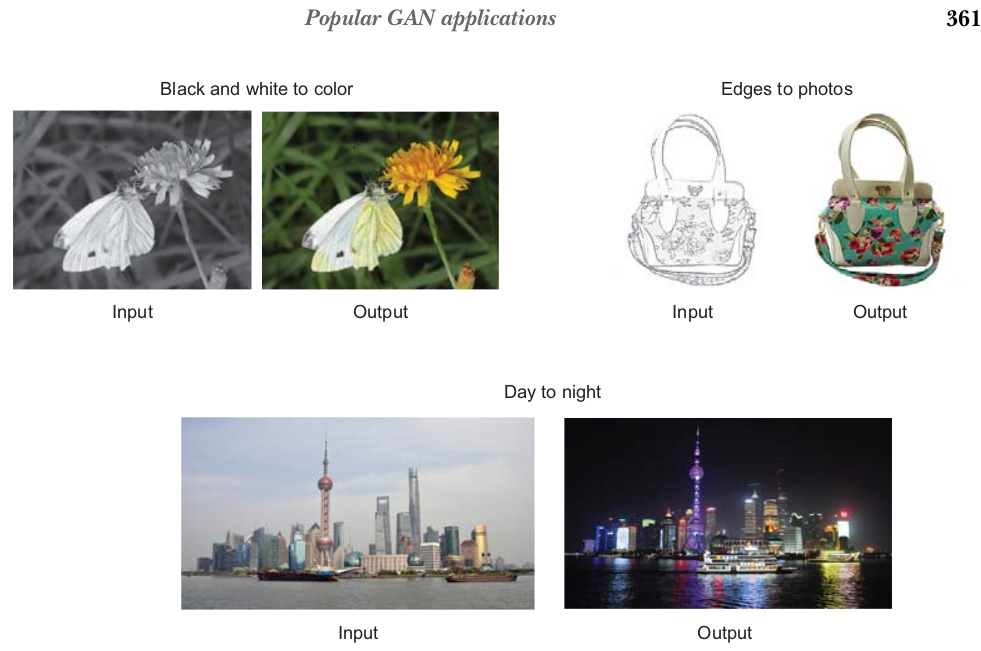 Popular GAN applications 361
Black and white to color
Edges to photos
Input
Output
Input
Output
Day to night
Input
Output